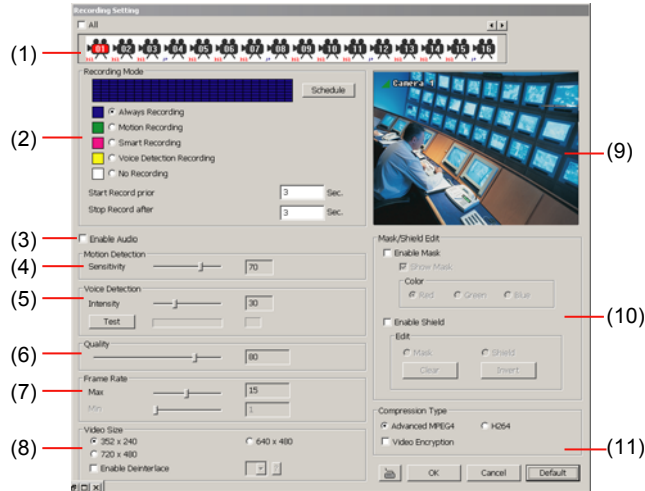 Recording Setting
All
(1)
01 02 03 04 05 06 07 08 09 10 11 12 13 14 15 16
Recording Mode
Schedule
Camera 1
(2)
Always Recording
Motion Recording
Smart Recording
Voice Detection Recording
No Recording
(9)
Start Record prior 3 Sec.
Stop Record after 3 Sec.
(3) Enable Audio
Motion Detection
(4) Sensitivity 70
Voice Detection
(5) Intensity 30
Test
Quality
(6) 80
Frame Rate
(7) Max 15
Min 1
Video Size
(8) 352 x 240 640 x 480
720 x 480
Enable Deinterlace
Mask/Shield Edit
Enable Mask
Show Mask
Color
Red Green Blue
(10)
Enable Shield
Edit
Mask Shield
Clear Invert
Compression Type
Advanced MPEG4 H264
Video Encryption
(11)
OK Cancel Default